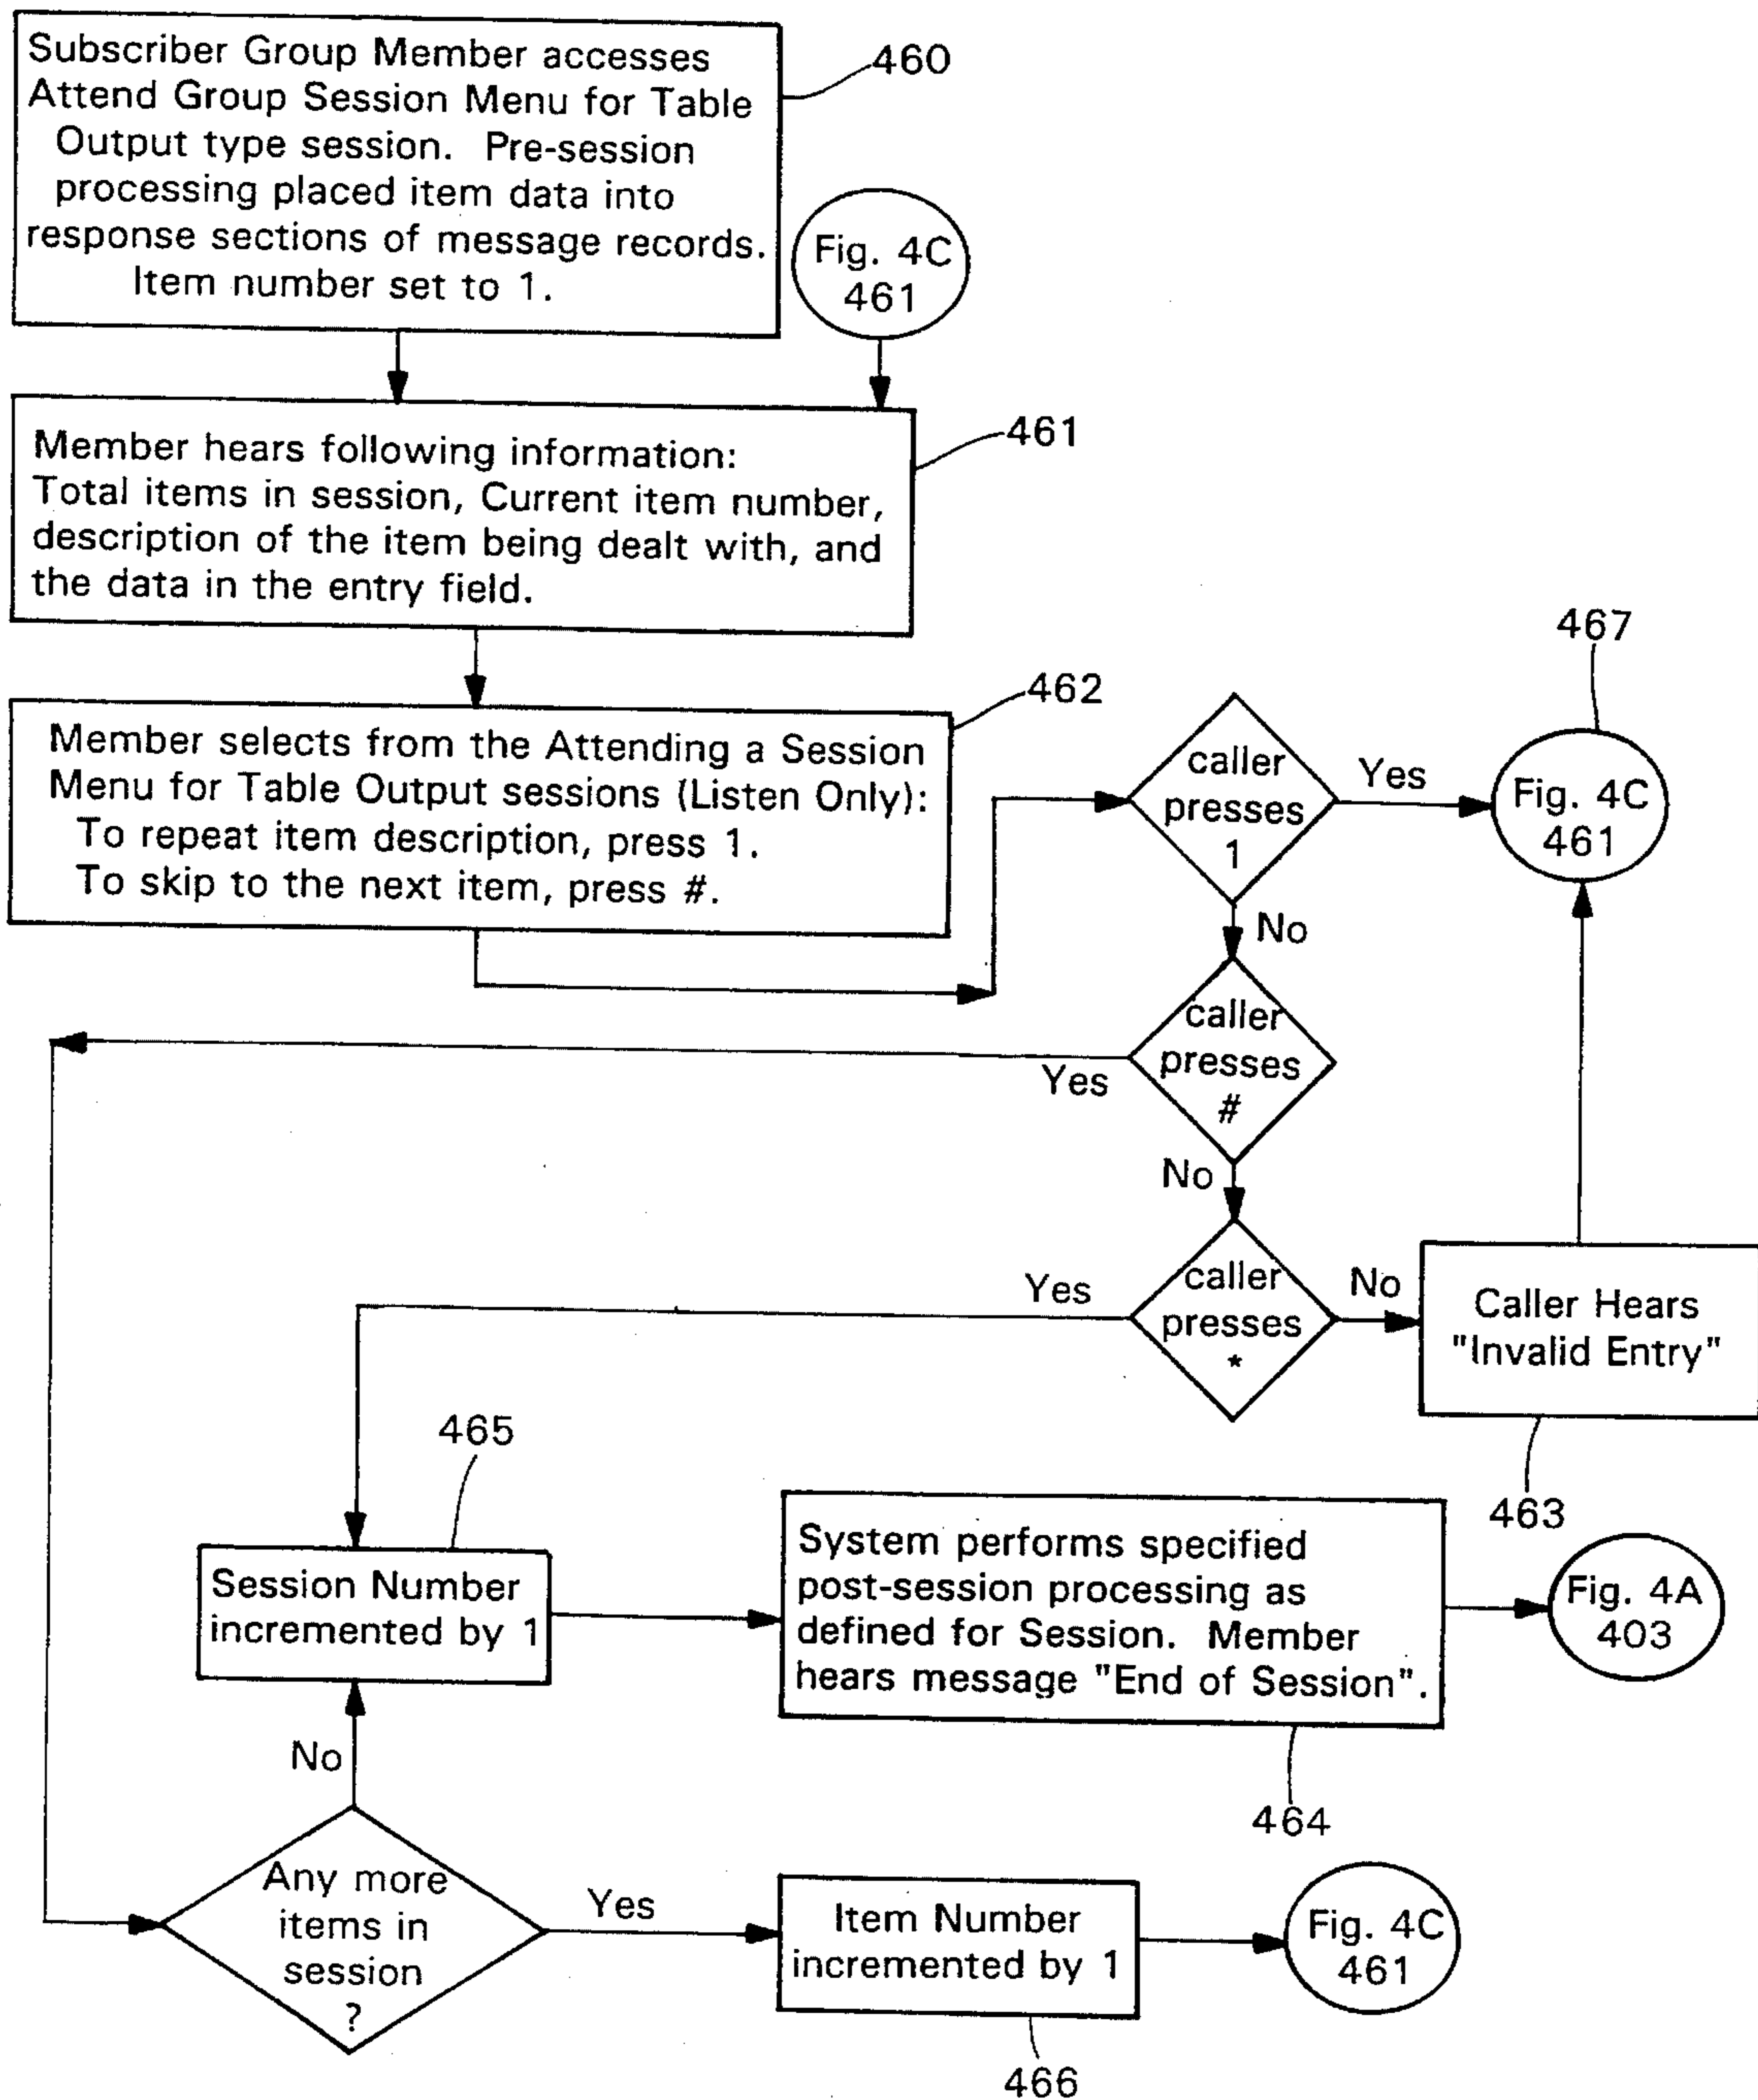 Subscriber Group Member accesses
Attend Group Session Menu for Table
Output type session. Pre-session
processing placed item data into
response sections of message records.
Item number set to 1.
460
Fig. 4C
461
Member hears following information:
Total items in session, Current item number,
description of the item being dealt with, and
the data in the entry field.
461
Member selects from the Attending a Session
Menu for Table Output sessions (Listen Only):
To repeat item description, press 1.
To skip to the next item, press #.
462
caller
presses
1
Yes
467
Fig. 4C
461
No
caller
presses
#
Yes
No
caller
presses
*
Yes
No
Caller Hears
"Invalid Entry"
463
465
Session Number
incremented by 1
System performs specified
post-session processing as
defined for Session. Member
hears message "End of Session".
464
Fig. 4A
403
No
Any more
items in
session
?
Yes
Item Number
incremented by 1
466
Fig. 4C
461